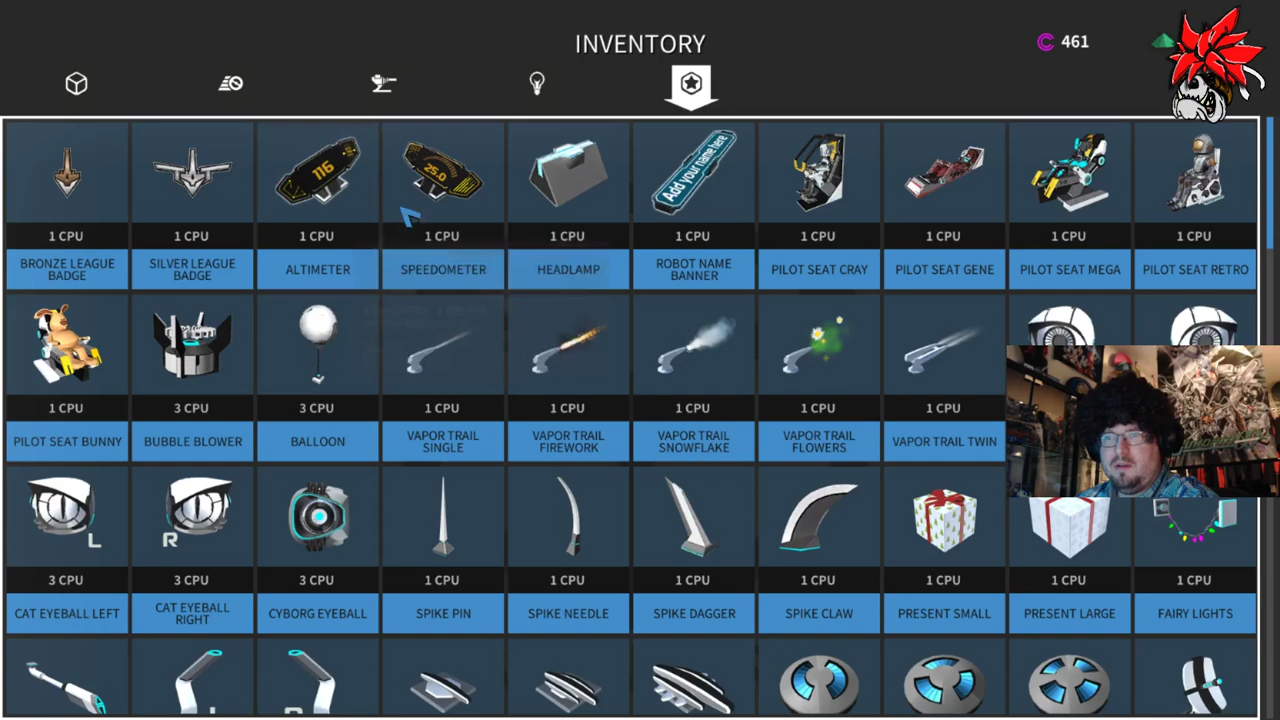 INVENTORY
461
116
25.0
Add your name here
1 CPU 1 CPU 1 CPU 1 CPU 1 CPU 1 CPU 1 CPU 1 CPU 1 CPU 1 CPU
BRONZE LEAGUE BADGE SILVER LEAGUE BADGE ALTIMETER SPEEDOMETER HEADLAMP ROBOT NAME BANNER PILOT SEAT CRAY PILOT SEAT GENE PILOT SEAT MEGA PILOT SEAT RETRO
1 CPU 3 CPU 3 CPU 1 CPU 1 CPU 1 CPU 1 CPU 1 CPU
PILOT SEAT BUNNY BUBBLE BLOWER BALLOON VAPOR TRAIL SINGLE VAPOR TRAIL FIREWORK VAPOR TRAIL SNOWFLAKE VAPOR TRAIL FLOWERS VAPOR TRAIL TWIN
L R
3 CPU 3 CPU 3 CPU 1 CPU 1 CPU 1 CPU 1 CPU 1 CPU 1 CPU 1 CPU
CAT EYEBALL LEFT CAT EYEBALL RIGHT CYBORG EYEBALL SPIKE PIN SPIKE NEEDLE SPIKE DAGGER SPIKE CLAW PRESENT SMALL PRESENT LARGE FAIRY LIGHTS